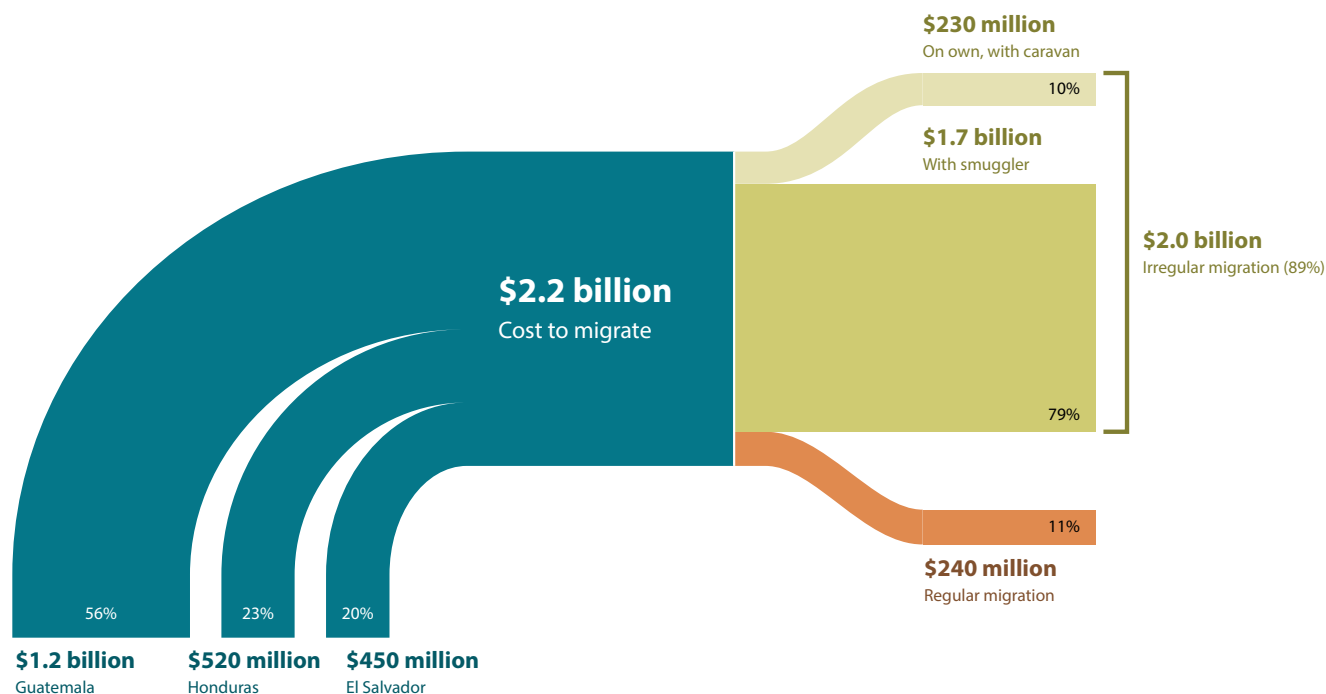 $230 million
On own, with caravan
10%
$1.7 billion
With smuggler
$2.0 billion
Irregular migration (89%)
$2.2 billion
Cost to migrate
79%
11%
$240 million
Regular migration
56%
23%
20%
$1.2 billion
Guatemala
$520 million
Honduras
$450 million
El Salvador